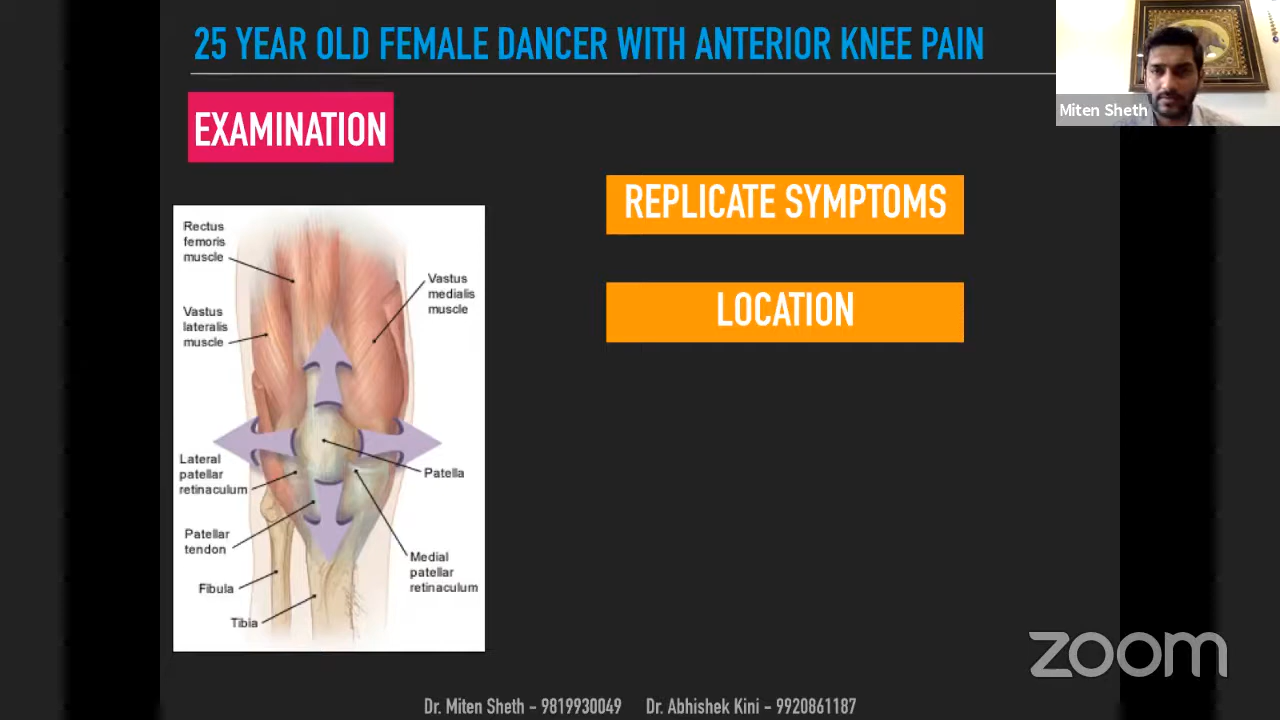 25 YEAR OLD FEMALE DANCER WITH ANTERIOR KNEE PAIN
Miten Sheth
EXAMINATION
REPLICATE SYMPTOMS
LOCATION
Rectus
femoris
muscle
Vastus
medialis
muscle
Vastus
lateralis
muscle
Lateral
patellar
retinaculum
Patella
Patellar
tendon
Medial
patellar
retinaculum
Fibula
Tibia
zoom
Dr. Miten Sheth - 9819930049 Dr. Abhishek Kini - 9920861187